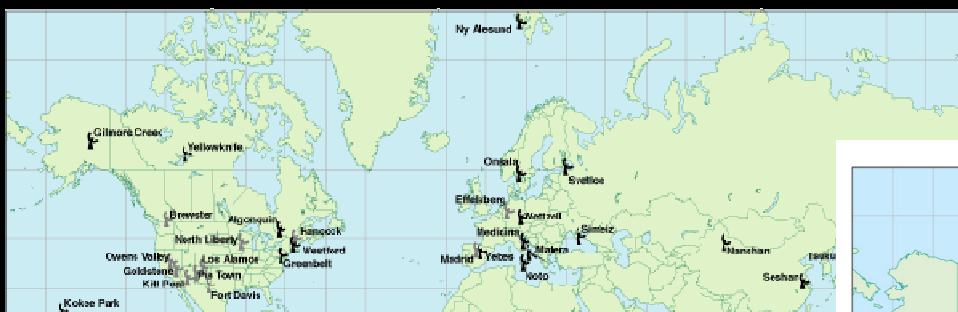 Ny Alesund
Gilmore Creek
Yellowknife
Onsala
Svetloe
Effelsberg
Brewster
Algonquin
Hancock
Wettzell
Simeiz
Medicina
North Liberty
Westford
Matera
Nanshan
Owens Valley
Los Alamos
Greenbelt
Madrid
Yebes
Goldstone
Pie Town
Noto
Seshan
Kitt Peak
Fort Davis
Kokee Park